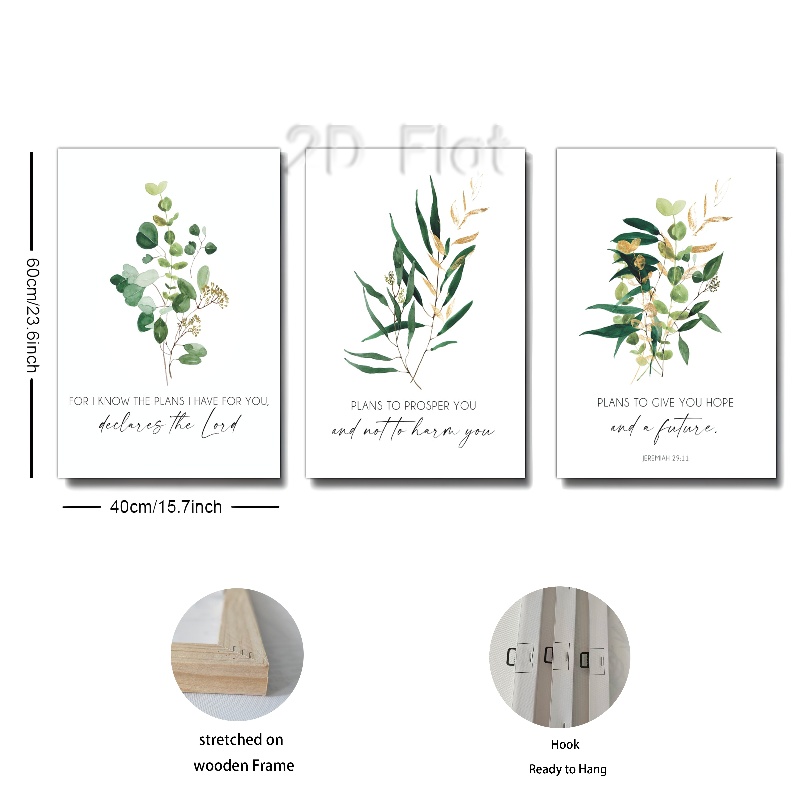 2D Flat
60cm/23.6inch
FOR I KNOW THE PLANS I HAVE FOR YOU,
declares the Lord
PLANS TO PROSPER YOU
and not to harm you
PLANS TO GIVE YOU HOPE
and a future.
JEREMIAH 29:11
40cm/15.7inch
stretched on
wooden Frame
Hook
Ready to Hang